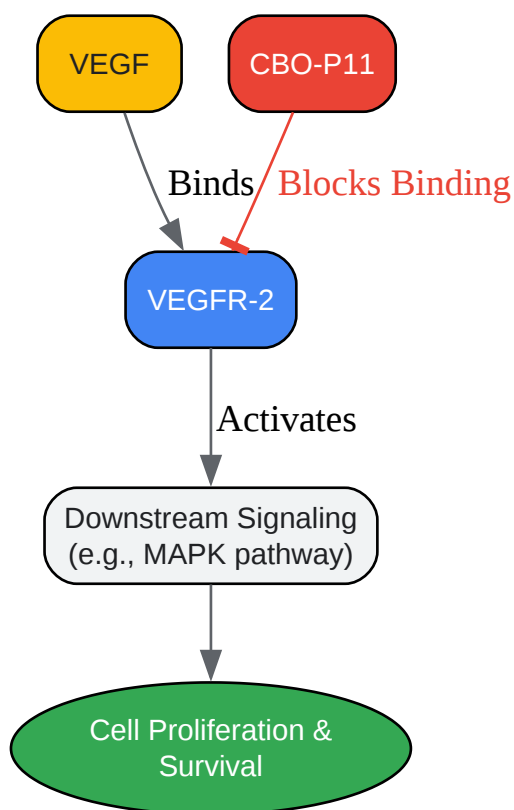 VEGF
CBO-P11
Binds
Blocks Binding
VEGFR-2
Activates
Downstream Signaling
(e.g., MAPK pathway)
Cell Proliferation &
Survival